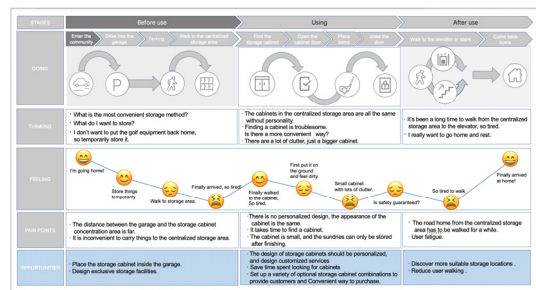 STAGES
Before use
Using
After use
Enter the community
Drive into the garage
Parking
Walk to the centralized storage area
Find the storage cabinet
Open the cabinet door
Place items
close the door
Walk to the elevator or stairs
Come back home
DOING
P
THINKING
· What is the most convenient storage method?
· What do I want to store?
· I don't want to put the golf equipment back home,
so temporarily store it.
· The cabinets in the centralized storage area are all the same
without personality.
· Finding a cabinet is troublesome.
Is there a more convenient way?
· There are a lot of clutter, just a bigger cabinet.
· It's been a long time to walk from the centralized
storage area to the elevator, so tired.
· I really want to go home and rest.
FEELING
I'm going home!
Store things
temporarily
Walk to storage area.
Finally arrived, so tired!
Finally walked
to the cabinet,
So tired.
First put it on
the ground
and feel dirty.
Small cabinet
with lots of clutter.
Is safety guaranteed?
So tired to walk
Finally arrived
at home!
PAIN POINTS
· The distance between the garage and the storage cabinet
concentration area is far.
· It is inconvenient to carry things to the centralized storage area.
· There is no personalized design, the appearance of
the cabinet is the same.
· It takes time to find a cabinet.
· The cabinet is small, and the sundries can only be stored
after finishing.
· The road home from the centralized storage
area has to be walked for a while.
· User fatigue.
OPPORTUNITIES
· Place the storage cabinet inside the garage.
· Design exclusive storage facilities.
· The design of storage cabinets should be personalized,
and design customized services
· Save time spent looking for cabinets
· Set up a variety of optional storage cabinet combinations to
provide customers and Convenient way to purchase.
· Discover more suitable storage locations .
· Reduce user walking .